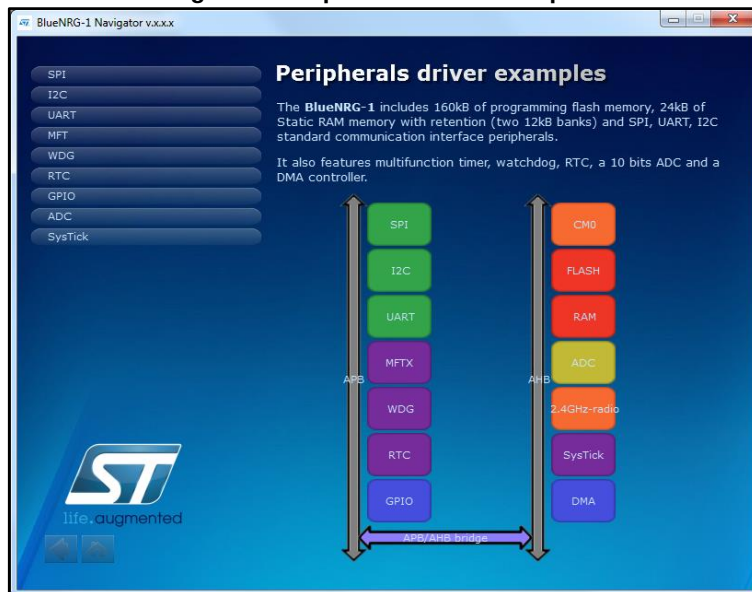 BlueNRG-1 Navigator v.x.x.x
SPI
I2C
UART
MFT
WDG
RTC
GPIO
ADC
SysTick
Peripherals driver examples
The BlueNRG-1 includes 160kB of programming flash memory, 24kB of
Static RAM memory with retention (two 12kB banks) and SPI, UART, I2C
standard communication interface peripherals.
It also features multifunction timer, watchdog, RTC, a 10 bits ADC and a
DMA controller.
SPI
CM0
I2C
FLASH
UART
RAM
APB
MFTX
AHB
ADC
WDG
2.4GHz-radio
RTC
SysTick
GPIO
DMA
APB/AHB bridge
ST
life.augmented